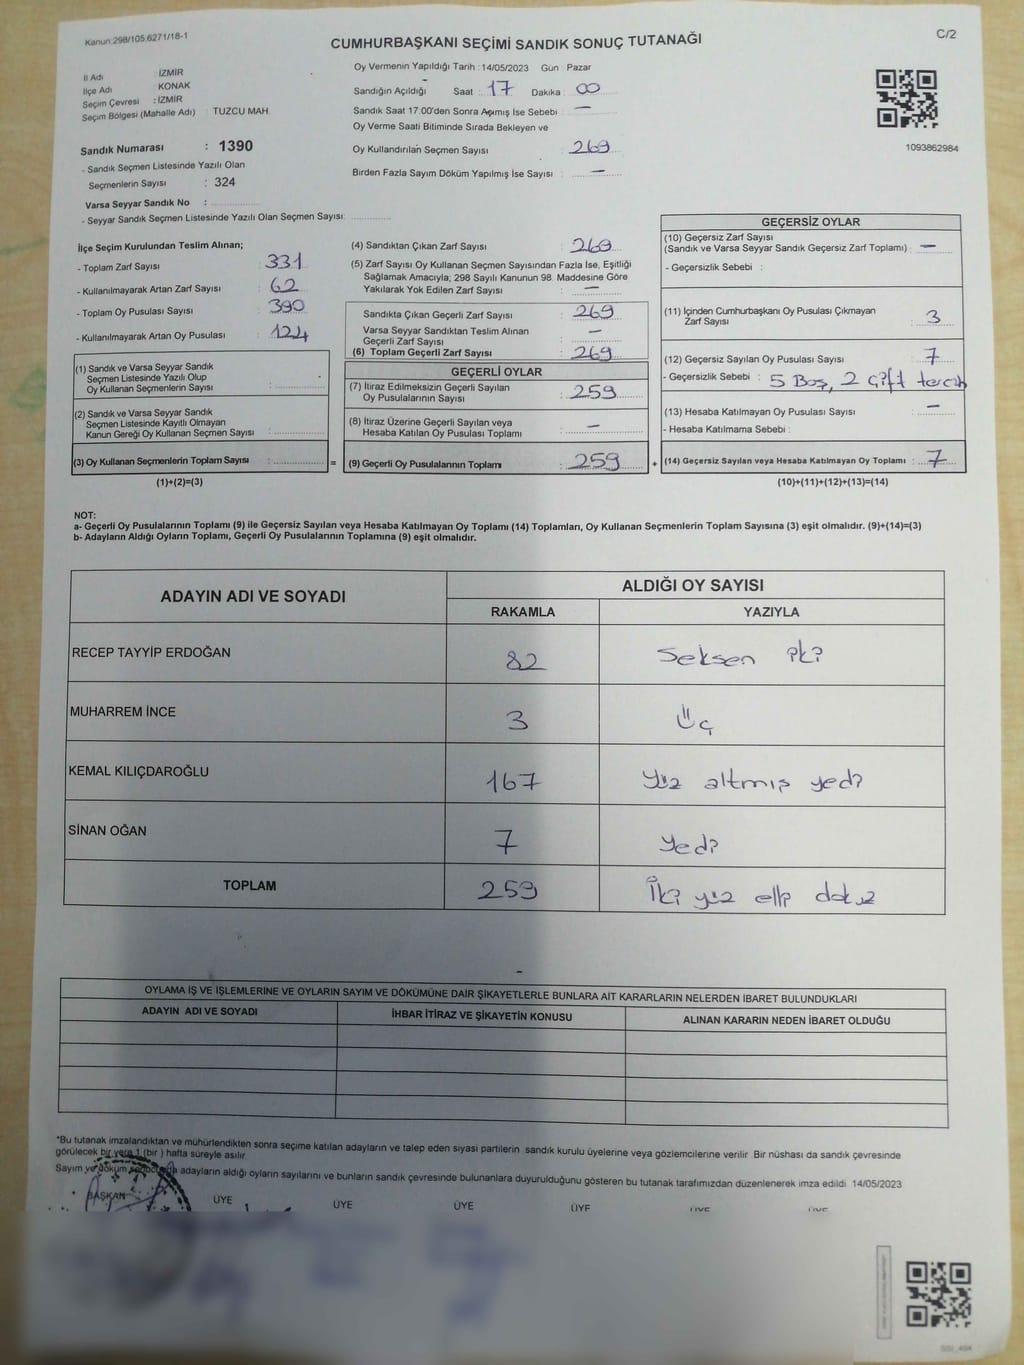 Kanun:298/105,6271/18-1
CUMHURBAŞKANI SEÇİMİ SANDIK SONUÇ TUTANAĞI
C/2
İl Adı : İZMİR
İlçe Adı KONAK
Seçim Çevresi : İZMİR
Seçim Bölgesi (Mahalle Adı) : TUZCU MAH.
Oy Vermenin Yapıldığı Tarih : 14/05/2023 Gün : Pazar
Sandığın Açıldığı Saat : 17 Dakika : 00
Sandık Saat 17.00'den Sonra Açımış İse Sebebi : —
Oy Verme Saati Bitiminde Sırada Bekleyen ve
Oy Kullandırılan Seçmen Sayısı : 269
Birden Fazla Sayım Döküm Yapılmış İse Sayısı : —
1093862984
Sandık Numarası : 1390
- Sandık Seçmen Listesinde Yazılı Olan
Seçmenlerin Sayısı : 324
Varsa Seyyar Sandık No :
- Seyyar Sandık Seçmen Listesinde Yazılı Olan Seçmen Sayısı:
İlçe Seçim Kurulundan Teslim Alınan;
- Toplam Zarf Sayısı : 331
- Kullanılmayarak Artan Zarf Sayısı : 62
- Toplam Oy Pusulası Sayısı : 390
- Kullanılmayarak Artan Oy Pusulası : 124
(1) Sandık ve Varsa Seyyar Sandık
Seçmen Listesinde Yazılı Olup
Oy Kullanan Seçmenlerin Sayısı :
(2) Sandık ve Varsa Seyyar Sandık
Seçmen Listesinde Kayıtlı Olmayan
Kanun Gereği Oy Kullanan Seçmen Sayısı :
(3) Oy Kullanan Seçmenlerin Toplam Sayısı : =
(1)+(2)=(3)
(4) Sandıktan Çıkan Zarf Sayısı : 269
(5) Zarf Sayısı Oy Kullanan Seçmen Sayısından Fazla İse, Eşitliği
Sağlamak Amacıyla; 298 Sayılı Kanunun 98. Maddesine Göre
Yakılarak Yok Edilen Zarf Sayısı : —
Sandıkta Çıkan Geçerli Zarf Sayısı : 269
Varsa Seyyar Sandıktan Teslim Alınan
Geçerli Zarf Sayısı : —
(6) Toplam Geçerli Zarf Sayısı : 269
GEÇERLİ OYLAR
(7) İtiraz Edilmeksizin Geçerli Sayılan
Oy Pusulalarının Sayısı : 259
(8) İtiraz Üzerine Geçerli Sayılan veya
Hesaba Katılan Oy Pusulası Toplamı : —
(9) Geçerli Oy Pusulalarının Toplamı : 259 +
GEÇERSİZ OYLAR
(10) Geçersiz Zarf Sayısı
(Sandık ve Varsa Seyyar Sandık Geçersiz Zarf Toplamı) : —
- Geçersizlik Sebebi :
(11) İçinden Cumhurbaşkanı Oy Pusulası Çıkmayan
Zarf Sayısı : 3
(12) Geçersiz Sayılan Oy Pusulası Sayısı : 7
- Geçersizlik Sebebi : 5 Boş, 2 çift tercih
(13) Hesaba Katılmayan Oy Pusulası Sayısı : —
- Hesaba Katılmama Sebebi :
(14) Geçersiz Sayılan veya Hesaba Katılmayan Oy Toplamı : 7
(10)+(11)+(12)+(13)=(14)
NOT:
a- Geçerli Oy Pusulalarının Toplamı (9) ile Geçersiz Sayılan veya Hesaba Katılmayan Oy Toplamı (14) Toplamları, Oy Kullanan Seçmenlerin Toplam Sayısına (3) eşit olmalıdır. (9)+(14)=(3)
b- Adayların Aldığı Oyların Toplamı, Geçerli Oy Pusulalarının Toplamına (9) eşit olmalıdır.
ADAYIN ADI VE SOYADI ALDIĞI OY SAYISI
RAKAMLA YAZIYLA
RECEP TAYYİP ERDOĞAN 82 Seksen iki
MUHARREM İNCE 3 Üç
KEMAL KILIÇDAROĞLU 167 Yüz altmış yedi
SİNAN OĞAN 7 Yedi
TOPLAM 259 İki yüz elli dokuz
OYLAMA İŞ VE İŞLEMLERİNE VE OYLARIN SAYIM VE DÖKÜMÜNE DAİR ŞİKAYETLERLE BUNLARA AİT KARARLARIN NELERDEN İBARET BULUNDUKLARI
ADAYIN ADI VE SOYADI İHBAR İTİRAZ VE ŞİKAYETİN KONUSU ALINAN KARARIN NEDEN İBARET OLDUĞU
*Bu tutanak imzalandıktan ve mühürlendikten sonra seçime katılan adayların ve talep eden siyasi partilerin sandık kurulu üyelerine veya gözlemcilerine verilir. Bir nüshası da sandık çevresinde
görülecek bir yere 1 (bir ) hafta süreyle asılır.
Sayım ve döküm adayların aldığı oyların sayılarını ve bunların sandık çevresinde bulunanlara duyurulduğunu gösteren bu tutanak tarafımızdan düzenlenerek imza edildi. 14/05/2023
BAŞKAN ÜYE ÜYE ÜYE ÜYE ÜYE ÜYE